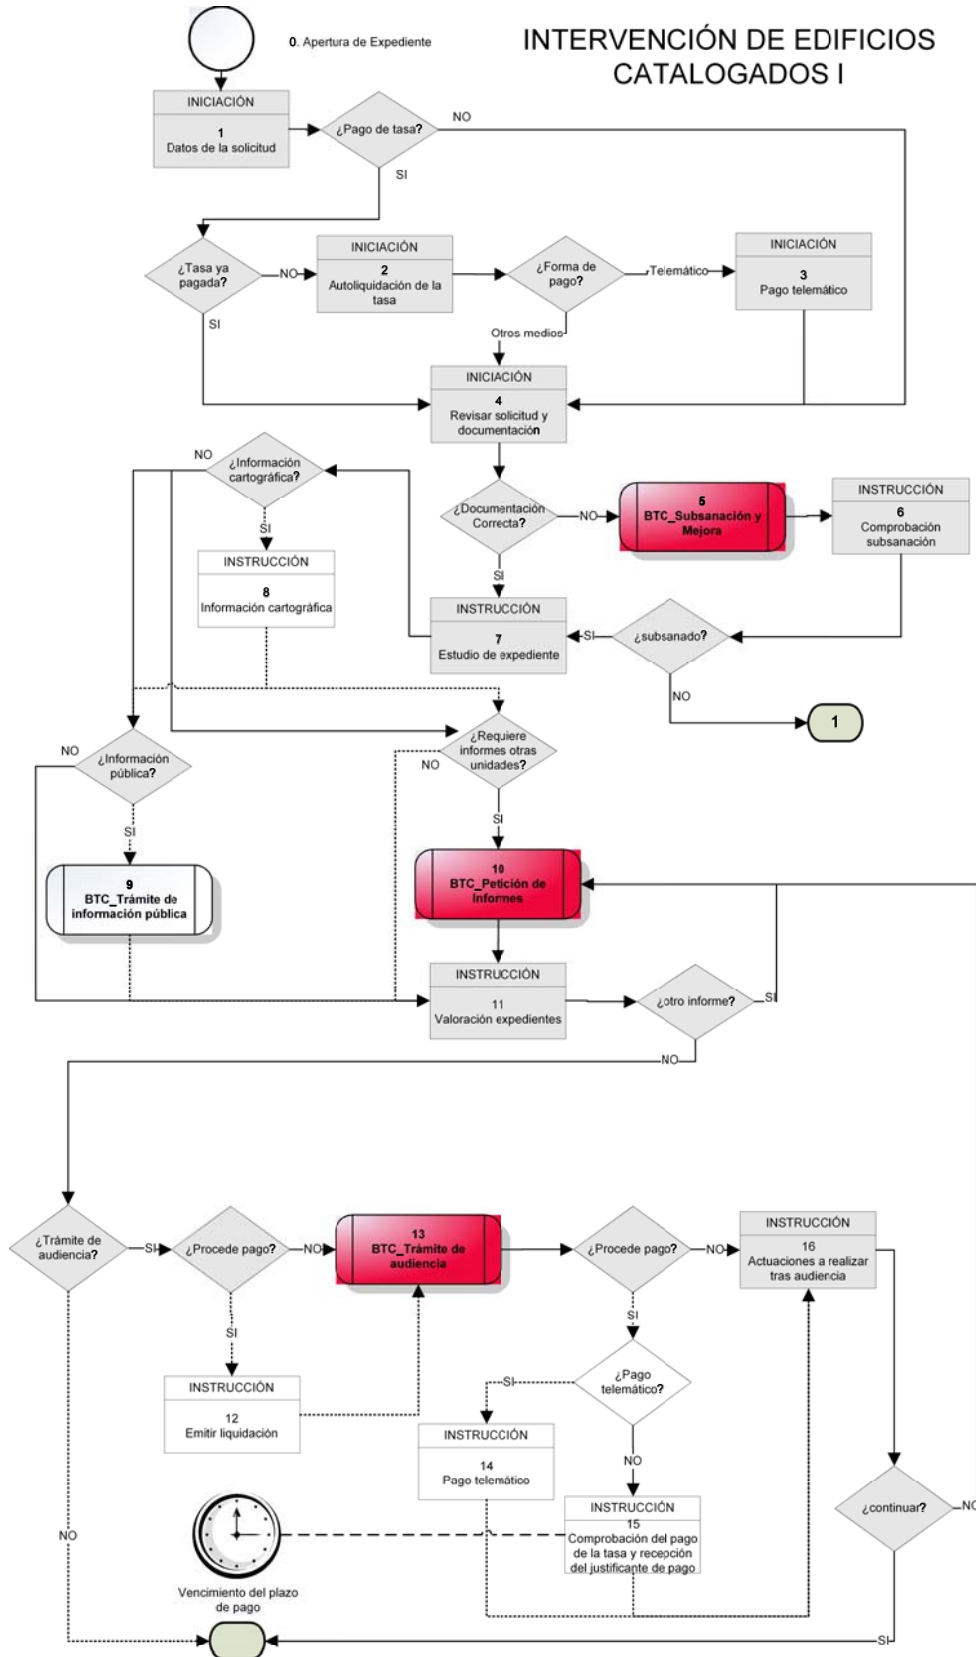 0. Apertura de Expediente
INTERVENCIÓN DE EDIFICIOS
CATALOGADOS I
INICIACIÓN
1
Datos de la solicitud
¿Pago de tasa?
NO
SI
¿Tasa ya
pagada?
NO
SI
INICIACIÓN
2
Autoliquidación de la
tasa
¿Forma de
pago?
Telemático
Otros medios
INICIACIÓN
3
Pago telemático
INICIACIÓN
4
Revisar solicitud y
documentación
NO
¿Información
cartográfica?
SI
¿Documentación
Correcta?
NO
SI
5
BTC_Subsanación y
Mejora
INSTRUCCIÓN
6
Comprobación
subsanación
INSTRUCCIÓN
8
Información cartográfica
INSTRUCCIÓN
7
Estudio de expediente
SI
¿subsanado?
NO
1
NO
¿Información
pública?
SI
¿Requiere
informes otras
unidades?
NO
SI
9
BTC_Trámite de
información pública
10
BTC_Petición de
Informes
INSTRUCCIÓN
11
Valoración expedientes
¿otro informe?
SI
NO
¿Trámite de
audiencia?
SI
NO
¿Procede pago?
NO
SI
13
BTC_Trámite de
audiencia
¿Procede pago?
NO
SI
INSTRUCCIÓN
16
Actuaciones a realizar
tras audiencia
INSTRUCCIÓN
12
Emitir liquidación
¿Pago
telemático?
SI
NO
INSTRUCCIÓN
14
Pago telemático
INSTRUCCIÓN
15
Comprobación del pago
de la tasa y recepción
del justificante de pago
¿continuar?
NO
SI
Vencimiento del plazo
de pago